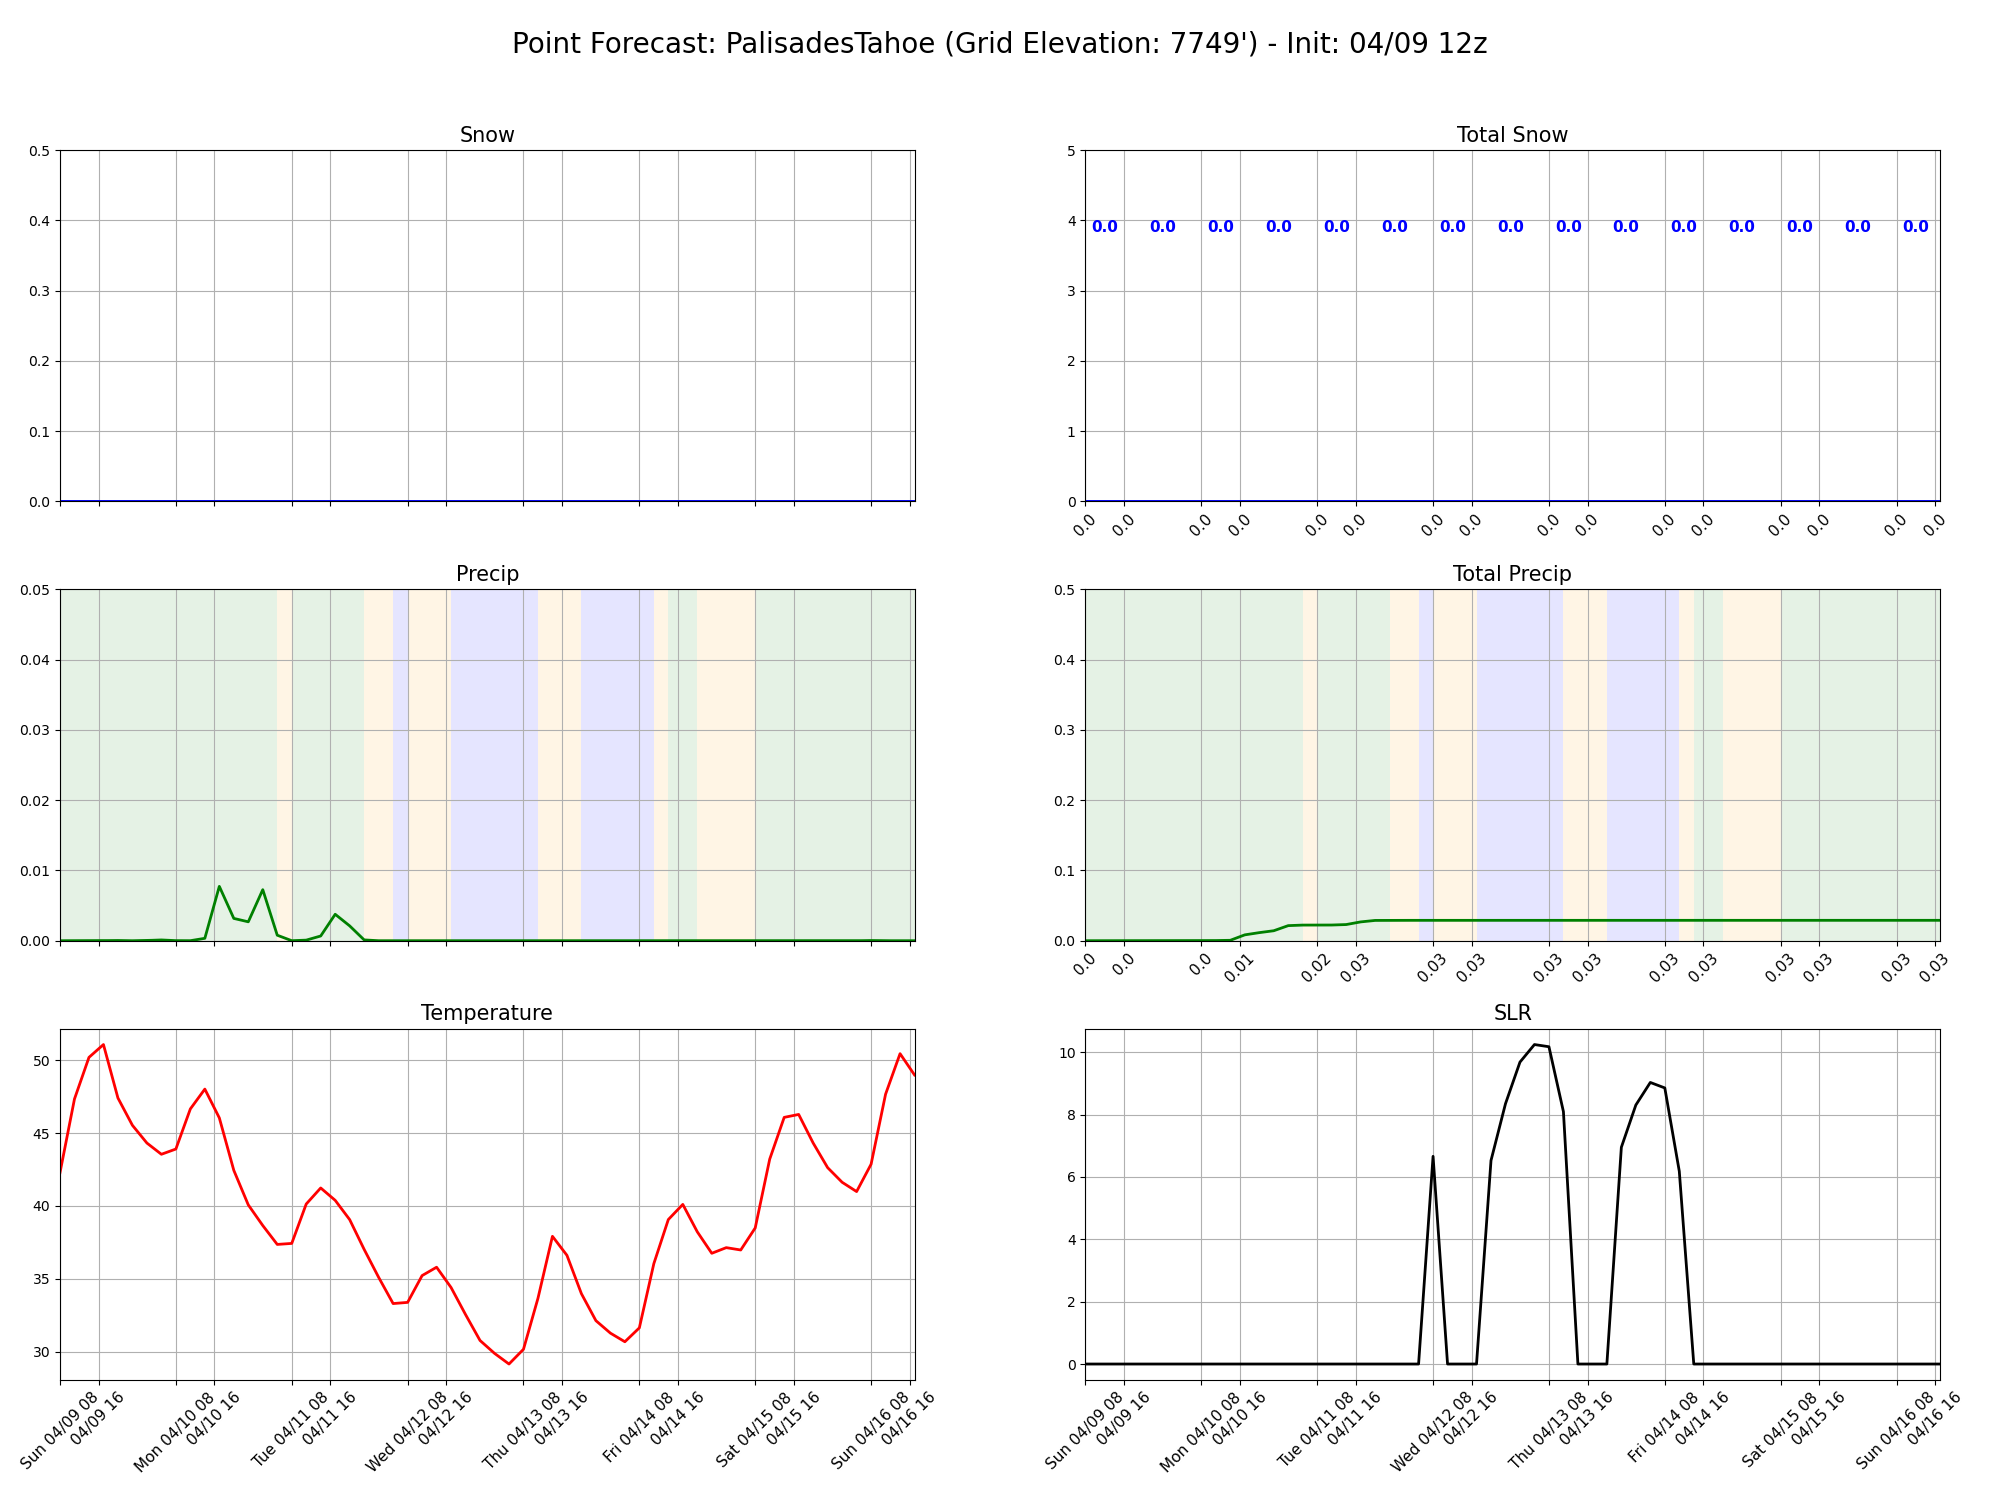 Point Forecast: PalisadesTahoe (Grid Elevation: 7749') - Init: 04/09 12z
Snow
0.5
0.4
0.3
0.2
0.1
0.0
Total Snow
5
4
3
2
1
0
0.0 0.0 0.0 0.0 0.0 0.0 0.0 0.0 0.0 0.0 0.0 0.0 0.0 0.0 0.0
0.0 0.0 0.0 0.0 0.0 0.0 0.0 0.0 0.0 0.0 0.0 0.0 0.0 0.0 0.0 0.0
Precip
0.05
0.04
0.03
0.02
0.01
0.00
Total Precip
0.5
0.4
0.3
0.2
0.1
0.0
0.0 0.0 0.0 0.01 0.02 0.03 0.03 0.03 0.03 0.03 0.03 0.03 0.03 0.03 0.03 0.03
Temperature
50
45
40
35
30
Sun 04/09 08
04/09 16
Mon 04/10 08
04/10 16
Tue 04/11 08
04/11 16
Wed 04/12 08
04/12 16
Thu 04/13 08
04/13 16
Fri 04/14 08
04/14 16
Sat 04/15 08
04/15 16
Sun 04/16 08
04/16 16
SLR
10
8
6
4
2
0
Sun 04/09 08
04/09 16
Mon 04/10 08
04/10 16
Tue 04/11 08
04/11 16
Wed 04/12 08
04/12 16
Thu 04/13 08
04/13 16
Fri 04/14 08
04/14 16
Sat 04/15 08
04/15 16
Sun 04/16 08
04/16 16